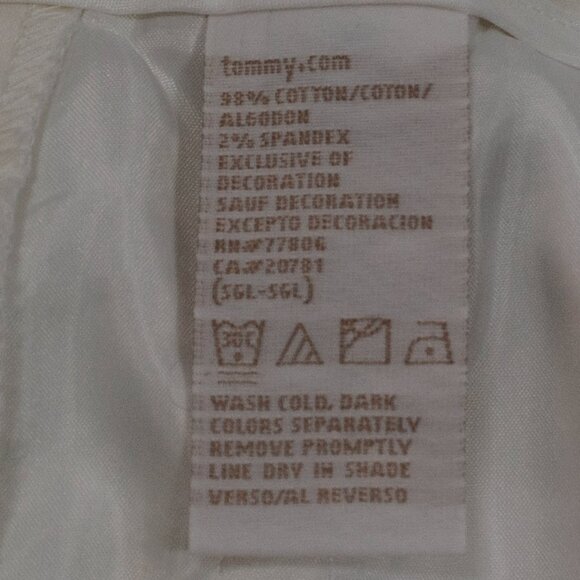 tommy.com
98% COTTON/COTON/
ALGODON
2% SPANDEX
EXCLUSIVE OF
DECORATION
SAUF DECORATION
EXCEPTO DECORACION
RN#77806
CA#20781
(SGL-SGL)
30C
WASH COLD, DARK
COLORS SEPARATELY
REMOVE PROMPTLY
LINE DRY IN SHADE
VERSO/AL REVERSO